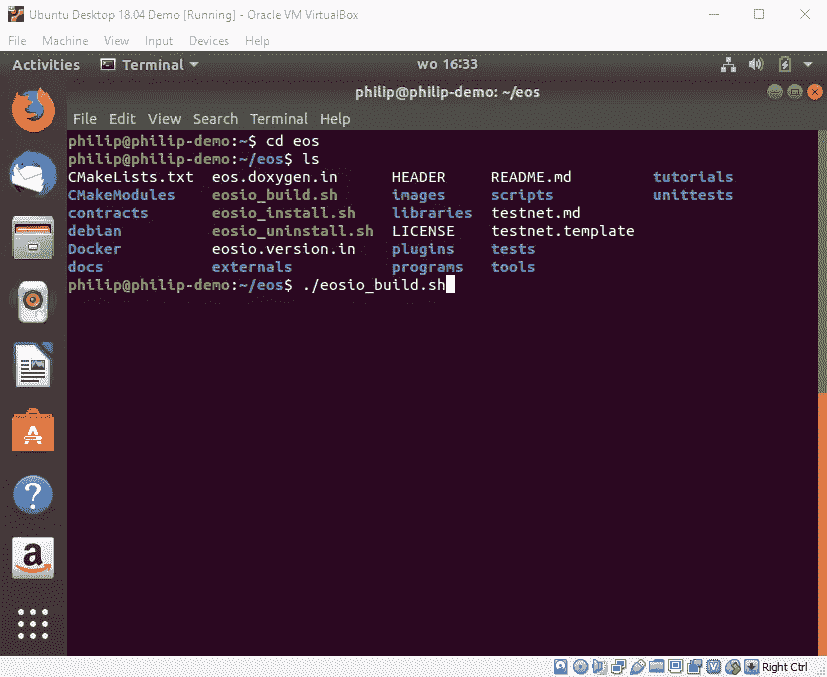 Ubuntu Desktop 18.04 Demo [Running] - Oracle VM VirtualBox
File Machine View Input Devices Help
Activities Terminal wo 16:33
philip@philip-demo: ~/eos
File Edit View Search Terminal Help
philip@philip-demo:~$ cd eos
philip@philip-demo:~/eos$ ls
CMakeLists.txt eos.doxygen.in HEADER README.md tutorials
CMakeModules eosio_build.sh images scripts unittests
contracts eosio_install.sh libraries testnet.md
debian eosio_uninstall.sh LICENSE testnet.template
Docker eosio.version.in plugins tests
docs externals programs tools
philip@philip-demo:~/eos$ ./eosio_build.sh
Right Ctrl